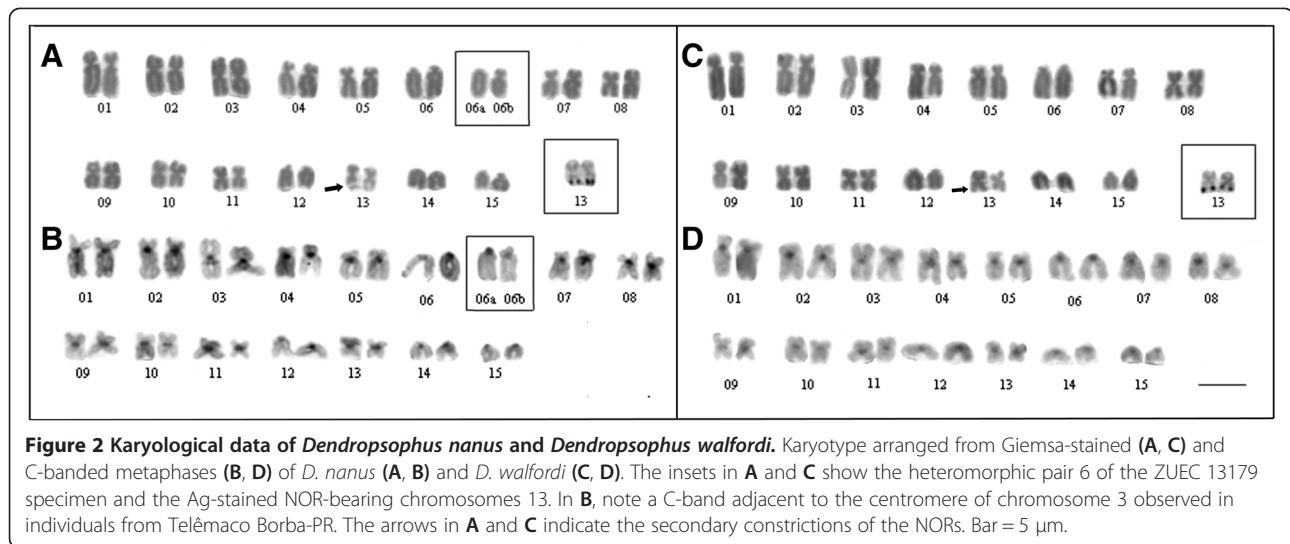 A
01 02 03 04 05 06 06a 06b 07 08
09 10 11 12 13 14 15 13
B
01 02 03 04 05 06 06a 06b 07 08
09 10 11 12 13 14 15
C
01 02 03 04 05 06 07 08
09 10 11 12 13 14 15 13
D
01 02 03 04 05 06 07 08
09 10 11 12 13 14 15
Figure 2 Karyological data of Dendropsophus nanus and Dendropsophus walfordi. Karyotype arranged from Giemsa-stained (A, C) and
C-banded metaphases (B, D) of D. nanus (A, B) and D. walfordi (C, D). The insets in A and C show the heteromorphic pair 6 of the ZUEC 13179
specimen and the Ag-stained NOR-bearing chromosomes 13. In B, note a C-band adjacent to the centromere of chromosome 3 observed in
individuals from Telêmaco Borba-PR. The arrows in A and C indicate the secondary constrictions of the NORs. Bar = 5 μm.